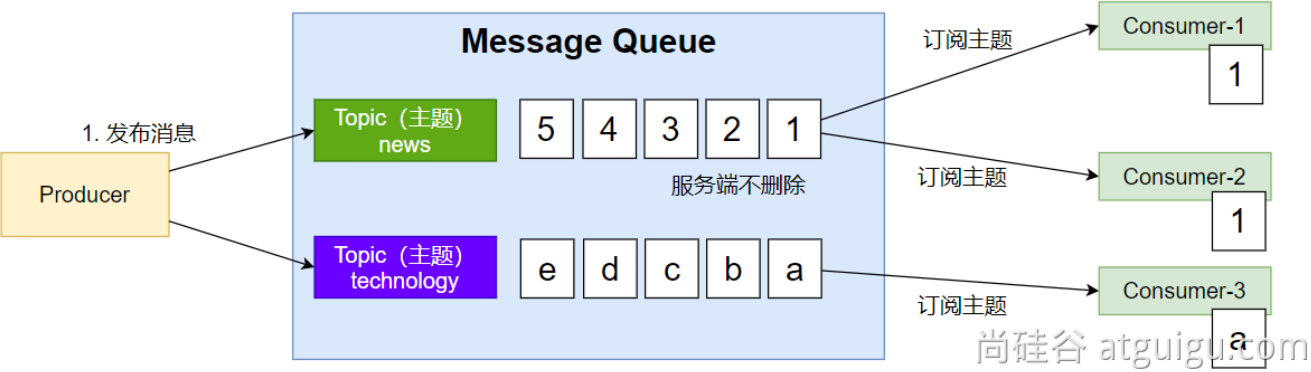 Message Queue
1. 发布消息
Producer
Topic（主题）
news
5 4 3 2 1
服务端不删除
Topic（主题）
technology
e d c b a
订阅主题
Consumer-1
1
订阅主题
Consumer-2
1
订阅主题
Consumer-3
a
尚硅谷 atguigu.com